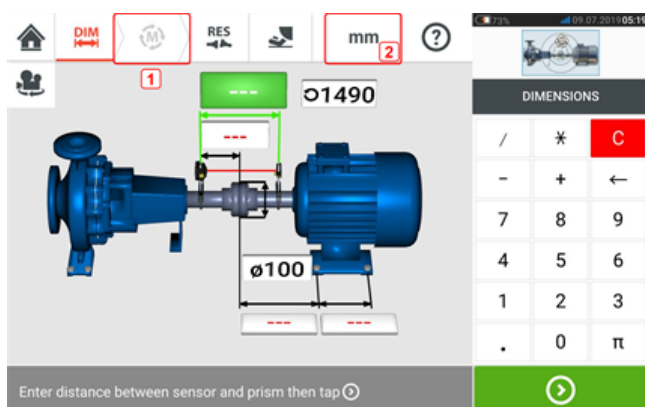 DIM
M
RES
mm
?
73%
09.07.2019 05:19
1
2
---
1490
---
DIMENSIONS
/ * C
- + ←
7 8 9
4 5 6
1 2 3
. 0 π
ø100
--- ---
Enter distance between sensor and prism then tap